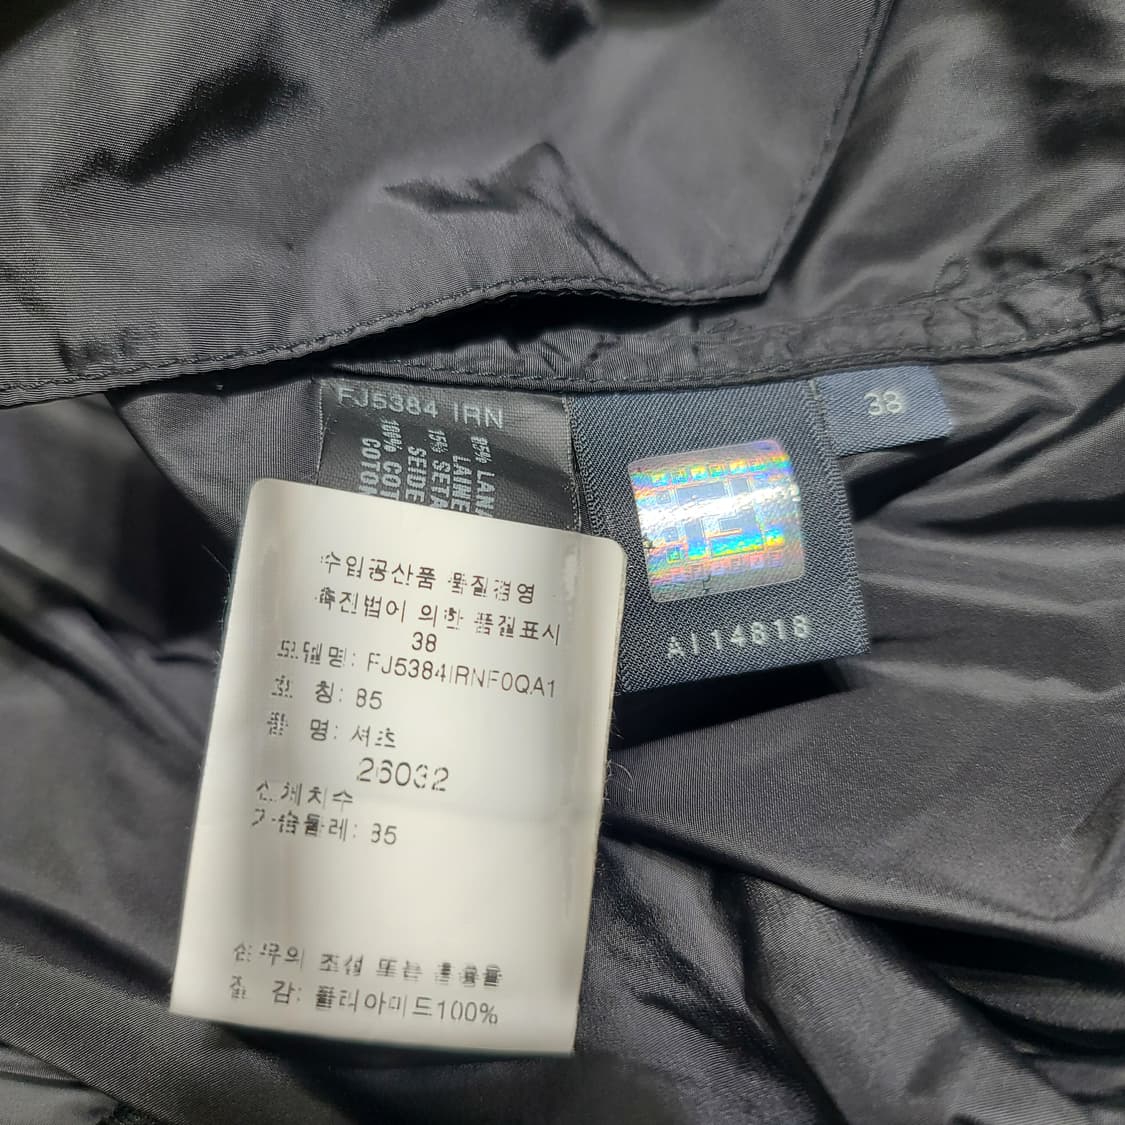 FJ5384 IRN
85% LANA
LAINE
15% SETA
SEIDE
100% COT
COTON
38
AI14818
수입공산품 품질경영
촉진법에 의한 품질표시
38
모델명: FJ5384IRNF0QA1
호 칭: 85
품 명: 셔츠
26032
신체치수
가슴둘레: 85
섬유의 조성 또는 혼용율
겉 감: 폴리아미드100%